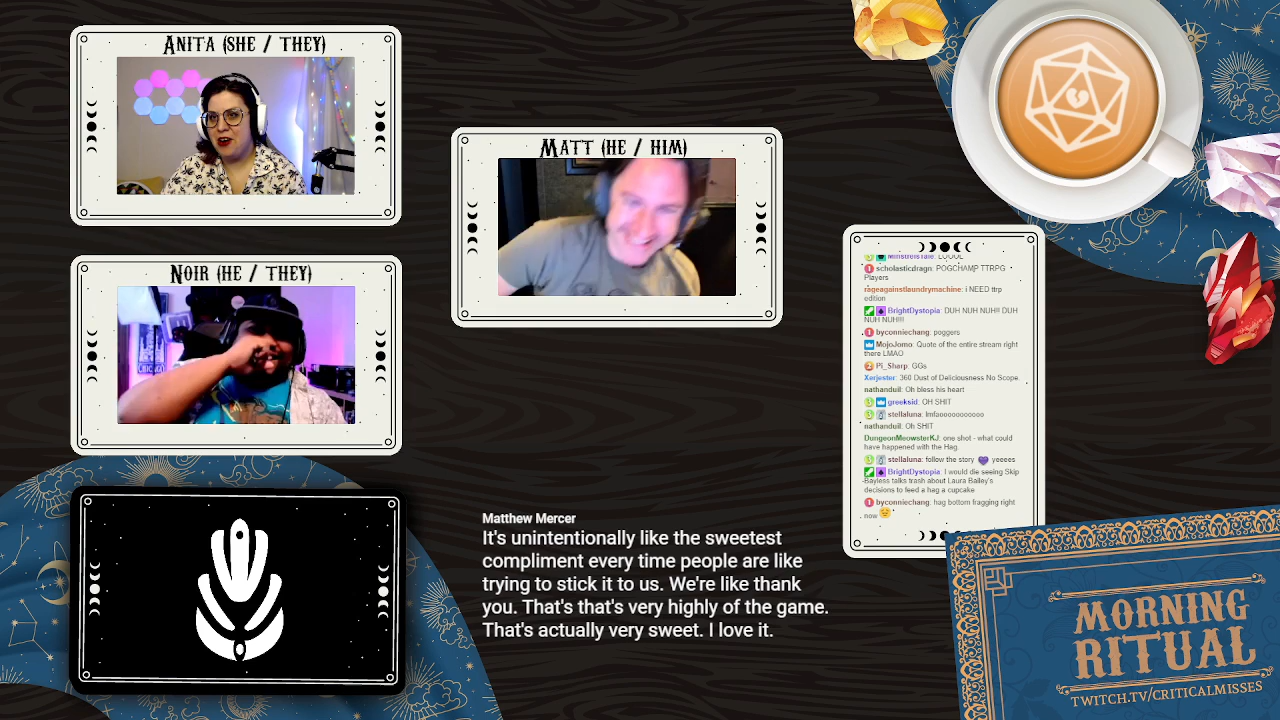 ANITA (SHE / THEY)
MATT (HE / HIM)
NOIR (HE / THEY)
MinstrelsTale: LOOOL
scholasticdragn: POGCHAMP TTRPG
Players
rageagainstlaundrymachine: i NEED ttrp
edition
BrightDystopia: DUH NUH NUH!! DUH
NUH NUH!!!
byconniechang: poggers
MojoJomo: Quote of the entire stream right
there LMAO
Pi_Sharp: GGs
Xerjester: 360 Dust of Deliciousness No Scope.
nathanduil: Oh bless his heart
greeksid: OH SHIT
stellaluna: lmfaooooooooooo
nathanduil: Oh SHIT
DungeonMeowsterKJ: one shot - what could
have happened with the Hag.
stellaluna: follow the story yeeees
BrightDystopia: I would die seeing Skip
Bayless talks trash about Laura Bailey's
decisions to feed a hag a cupcake
byconniechang: hag bottom fragging right
now
Matthew Mercer
It's unintentionally like the sweetest
compliment every time people are like
trying to stick it to us. We're like thank
you. That's that's very highly of the game.
That's actually very sweet. I love it.
MORNING
RITUAL
TWITCH.TV/CRITICALMISSES